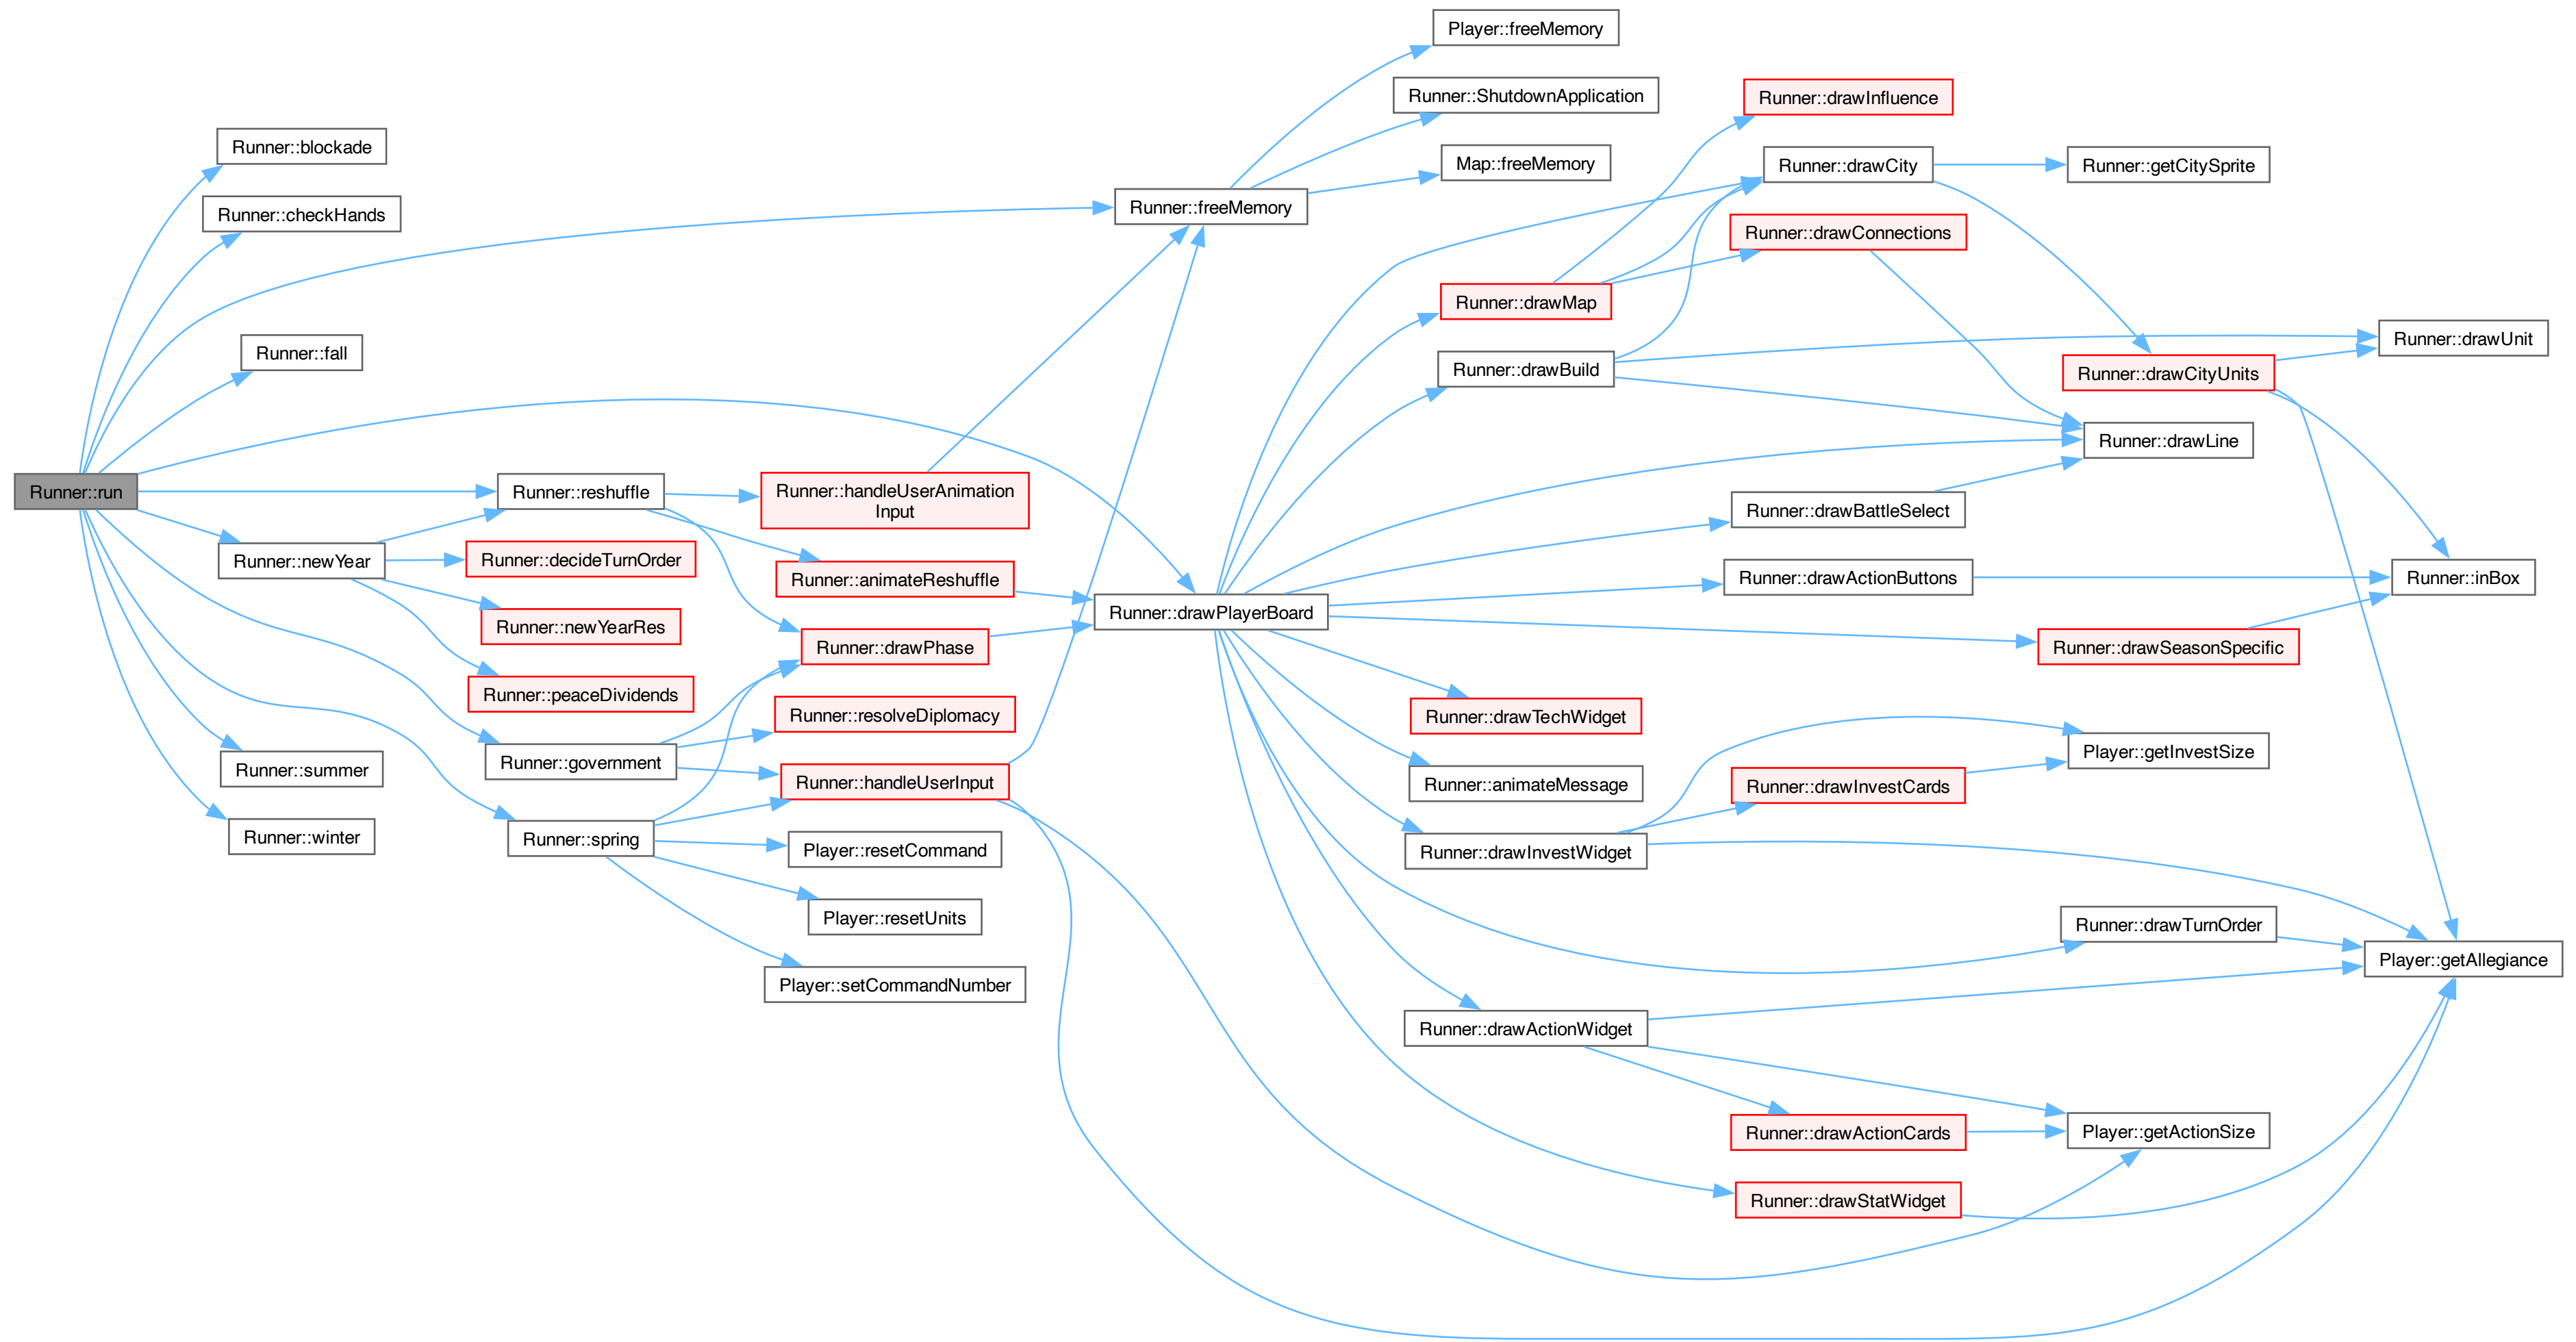 Player::freeMemory
Runner::drawInfluence
Runner::ShutdownApplication
Runner::blockade
Map::freeMemory
Runner::drawCity
Runner::getCitySprite
Runner::checkHands
Runner::freeMemory
Runner::drawConnections
Runner::drawMap
Runner::drawUnit
Runner::fall
Runner::drawBuild
Runner::drawCityUnits
Runner::drawLine
Runner::run
Runner::reshuffle
Runner::handleUserAnimation
Input
Runner::drawBattleSelect
Runner::newYear
Runner::decideTurnOrder
Runner::animateReshuffle
Runner::drawActionButtons
Runner::inBox
Runner::drawPlayerBoard
Runner::newYearRes
Runner::drawPhase
Runner::drawSeasonSpecific
Runner::peaceDividends
Runner::resolveDiplomacy
Runner::drawTechWidget
Runner::government
Player::getInvestSize
Runner::summer
Runner::handleUserInput
Runner::animateMessage
Runner::drawInvestCards
Runner::winter
Runner::spring
Player::resetCommand
Runner::drawInvestWidget
Player::resetUnits
Runner::drawTurnOrder
Player::getAllegiance
Player::setCommandNumber
Runner::drawActionWidget
Runner::drawActionCards
Player::getActionSize
Runner::drawStatWidget